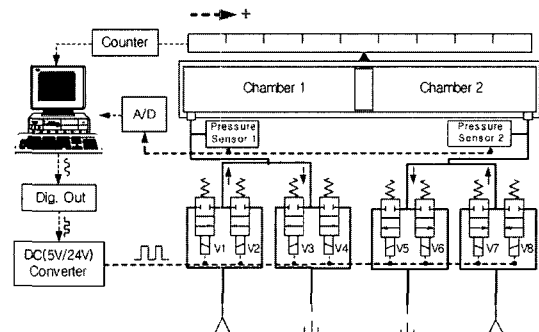 +
Counter
Chamber 1
Chamber 2
A/D
Pressure
Sensor 1
Pressure
Sensor 2
Dig. Out
DC(5V/24V)
Converter
V1
V2
V3
V4
V5
V6
V7
V8